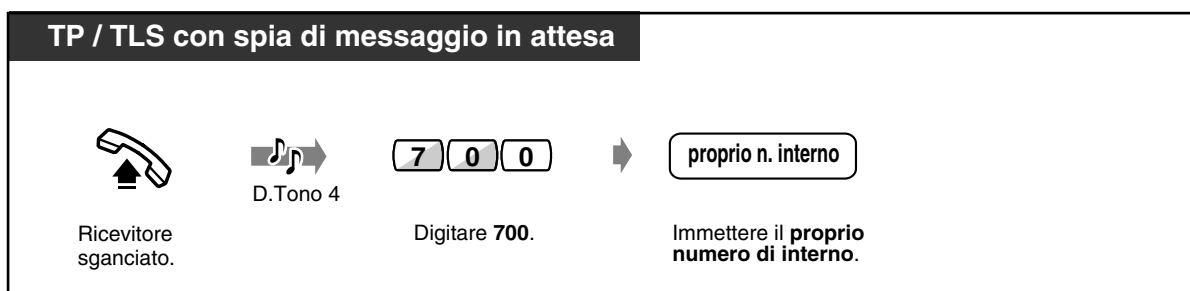 TP / TLS con spia di messaggio in attesa
D.Tono 4
7 0 0
proprio n. interno
Ricevitore
sganciato.
Digitare 700.
Immettere il proprio
numero di interno.